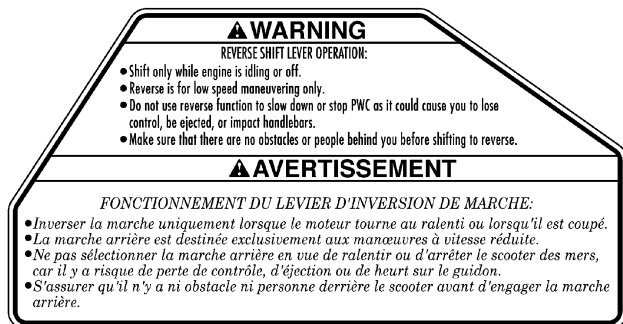 ⚠WARNING
REVERSE SHIFT LEVER OPERATION:
●Shift only while engine is idling or off.
●Reverse is for low speed maneuvering only.
●Do not use reverse function to slow down or stop PWC as it could cause you to lose
control, be ejected, or impact handlebars.
●Make sure that there are no obstacles or people behind you before shifting to reverse.
⚠AVERTISSEMENT
FONCTIONNEMENT DU LEVIER D'INVERSION DE MARCHE:
●Inverser la marche uniquement lorsque le moteur tourne au ralenti ou lorsqu'il est coupé.
●La marche arrière est destinée exclusivement aux manœuvres à vitesse réduite.
●Ne pas sélectionner la marche arrière en vue de ralentir ou d'arrêter le scooter des mers,
car il y a risque de perte de contrôle, d'éjection ou de heurt sur le guidon.
●S'assurer qu'il n'y a ni obstacle ni personne derrière le scooter avant d'engager la marche
arrière.